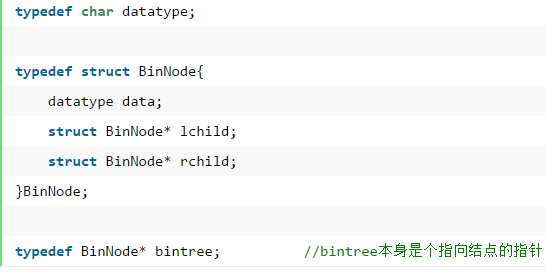 typedef char datatype;
typedef struct BinNode{
    datatype data;
    struct BinNode* lchild;
    struct BinNode* rchild;
}BinNode;
typedef BinNode* bintree;          //bintree本身是个指向结点的指针